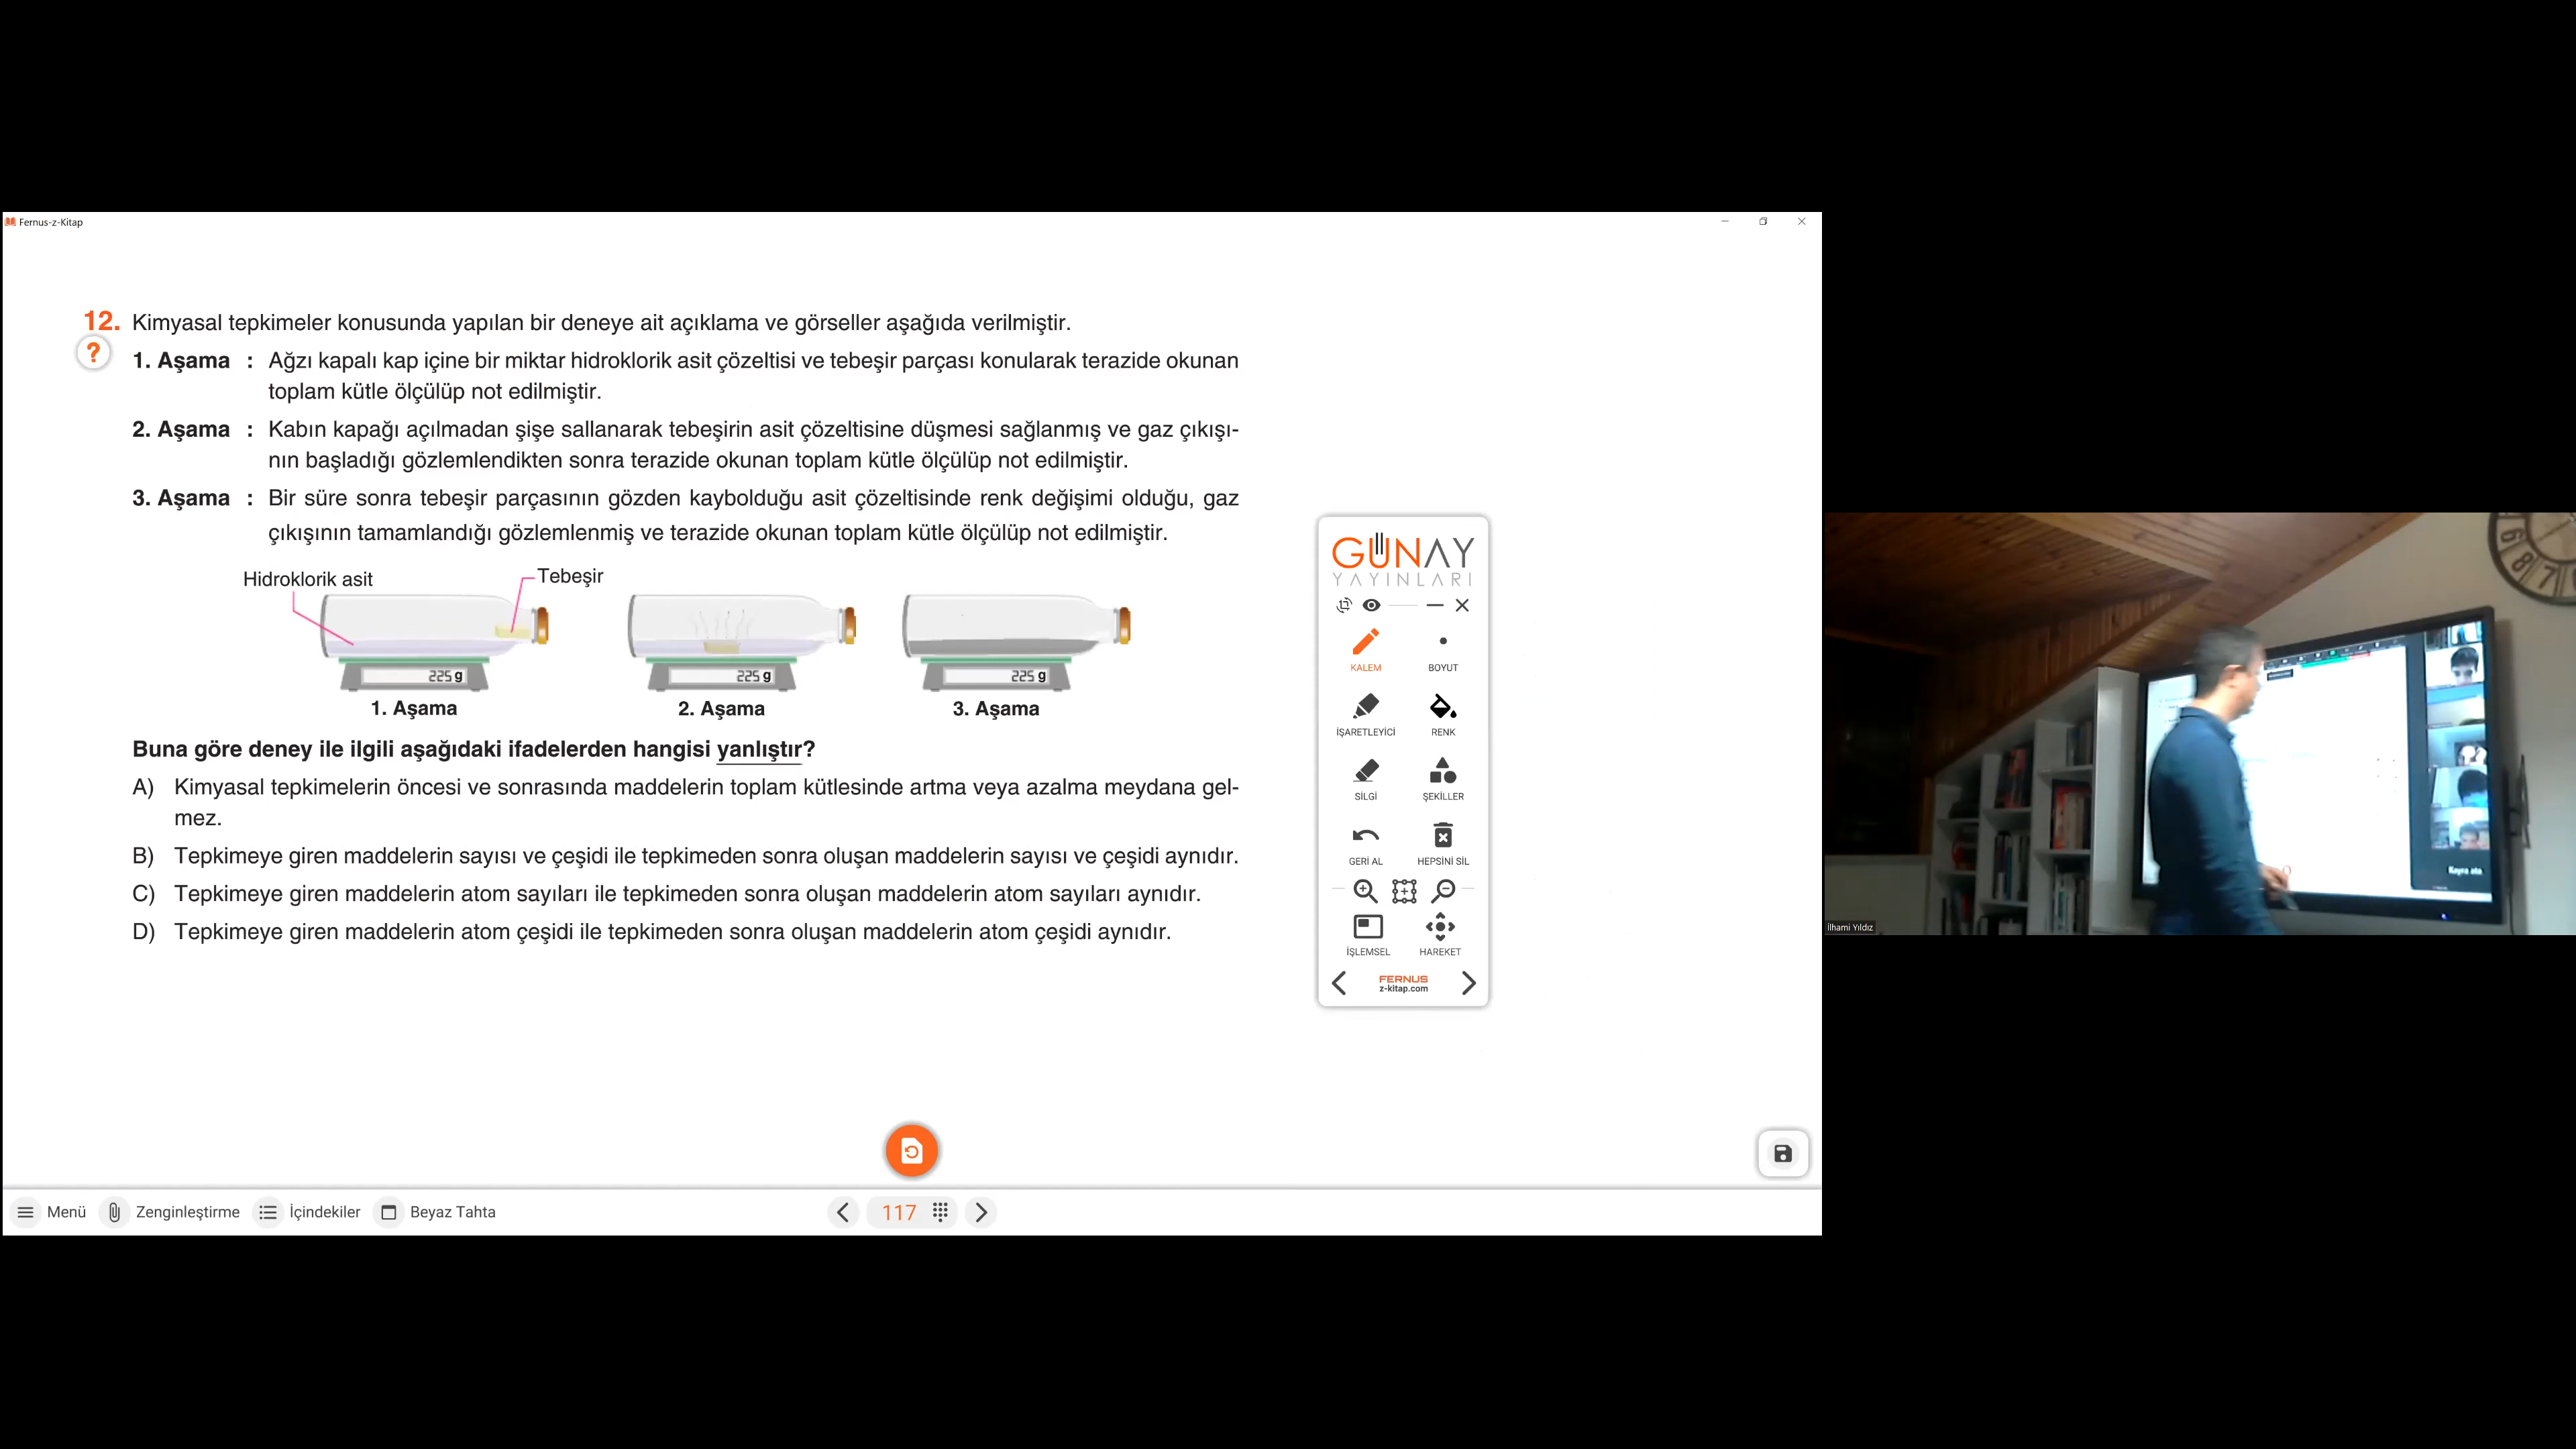 Fernus-z-Kitap
12. Kimyasal tepkimeler konusunda yapılan bir deneye ait açıklama ve görseller aşağıda verilmiştir.
?
1. Aşama : Ağzı kapalı kap içine bir miktar hidroklorik asit çözeltisi ve tebeşir parçası konularak terazide okunan
toplam kütle ölçülüp not edilmiştir.
2. Aşama : Kabın kapağı açılmadan şişe sallanarak tebeşirin asit çözeltisine düşmesi sağlanmış ve gaz çıkışı-
nın başladığı gözlemlendikten sonra terazide okunan toplam kütle ölçülüp not edilmiştir.
3. Aşama : Bir süre sonra tebeşir parçasının gözden kaybolduğu asit çözeltisinde renk değişimi olduğu, gaz
çıkışının tamamlandığı gözlemlenmiş ve terazide okunan toplam kütle ölçülüp not edilmiştir.
Hidroklorik asit
Tebeşir
225 g
225 g
225 g
1. Aşama
2. Aşama
3. Aşama
Buna göre deney ile ilgili aşağıdaki ifadelerden hangisi yanlıştır?
A) Kimyasal tepkimelerin öncesi ve sonrasında maddelerin toplam kütlesinde artma veya azalma meydana gel-
mez.
B) Tepkimeye giren maddelerin sayısı ve çeşidi ile tepkimeden sonra oluşan maddelerin sayısı ve çeşidi aynıdır.
C) Tepkimeye giren maddelerin atom sayıları ile tepkimeden sonra oluşan maddelerin atom sayıları aynıdır.
D) Tepkimeye giren maddelerin atom çeşidi ile tepkimeden sonra oluşan maddelerin atom çeşidi aynıdır.
GÜNAY
YAYINLARI
KALEM
BOYUT
İŞARETLEYİCİ
RENK
SİLGİ
ŞEKİLLER
GERİ AL
HEPSİNİ SİL
İŞLEMSEL
HAREKET
FERNUS
z-kitap.com
Menü
Zenginleştirme
İçindekiler
Beyaz Tahta
117
İlhami Yıldız